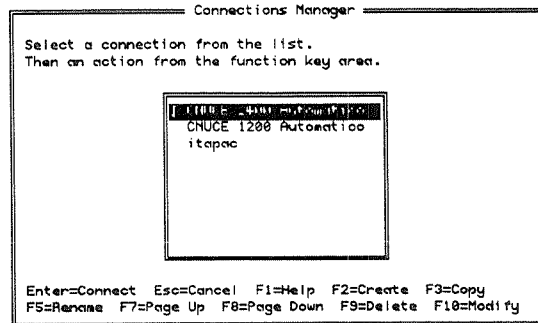 Connections Manager
Select a connection from the list.
Then an action from the function key area.
CNUCE 1200 Automatico
itapac
Enter=Connect Esc=Cancel F1=Help F2=Create F3=Copy
F5=Rename F7=Page Up F8=Page Down F9=Delete F10=Modify